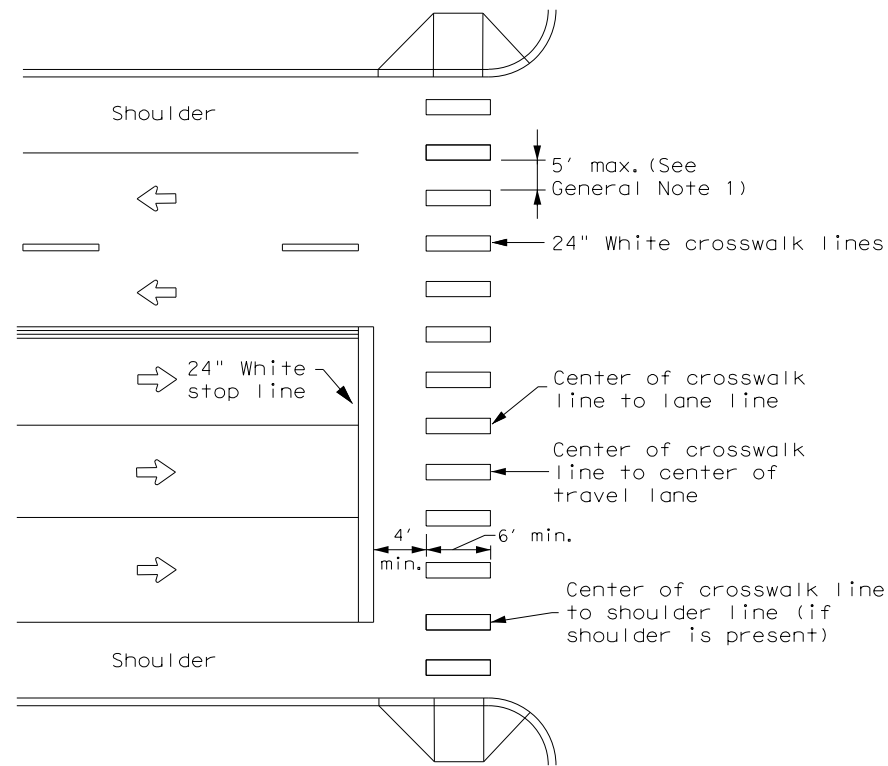 Shoulder
5' max. (See
General Note 1)
24" White crosswalk lines
24" White
stop line
Center of crosswalk
line to lane line
Center of crosswalk
line to center of
travel lane
4'
min.
6' min.
Center of crosswalk line
to shoulder line (if
shoulder is present)
Shoulder